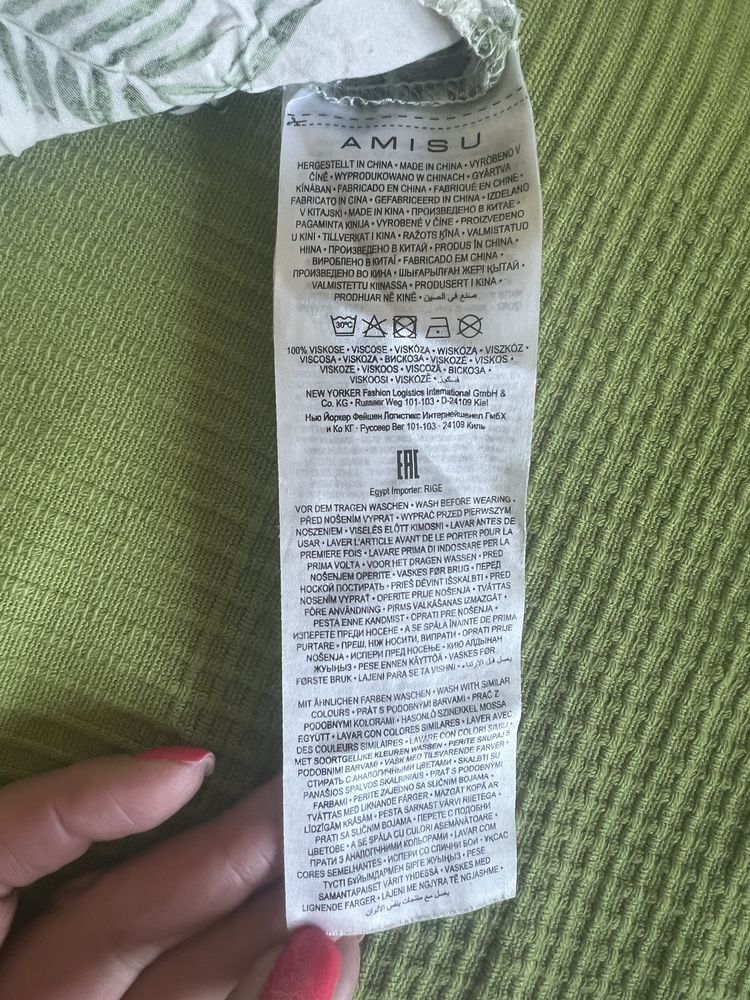 AMISU
HERGESTELLT IN CHINA • MADE IN CHINA • VYROBENO V
ČÍNĚ • WYPRODUKOWANO W CHINACH • GYÁRTVA
KÍNÁBAN • FABRICADO EN CHINA • FABRIQUÉ EN CHINE •
FABRICATO IN CINA • GEFABRICEERD IN CHINA • IZDELANO
V KITAJSKI • MADE IN KINA • ПРОИЗВЕДЕНО В КИТАЕ •
PAGAMINTA KINIJA • VYROBENÉ V ČÍNE • PROIZVEDENO
U KINI • TILLVERKAT I KINA • RAŽOTS ĶĪNĀ • VALMISTATUD
HIINA • ПРОИЗВЕДЕНО В КИТАЙ • PRODUS ÎN CHINA •
ВИРОБЛЕНО В КИТАЇ • FABRICADO EM CHINA •
ПРОИЗВЕДЕНО ВО КИНА • ШЫҒАРЫЛҒАН ЖЕРІ ҚЫТАЙ •
VALMISTETTU KIINASSA • PRODUSERT I KINA •
PRODHUAR NË KINË • صنع في الصين •
30°C
100% VISKOSE • VISCOSE • VISKÓZA • WISKOZA • VISZKÓZ •
VISCOSA • VISKOZA • ВИСКОЗА • VISKOZĖ • VISKOS •
VISKOZE • VISKOOS • VISCOZĂ • ВІСКОЗА •
VISKOOSI • VISKOZË • فسكوز •
NEW YORKER Fashion Logistics International GmbH &
Co. KG • Russeer Weg 101-103 • D-24109 Kiel
Нью Йоркер Фейшен Логистикс Интернейшенел ГмбХ
и Ко КГ • Руссеер Вег 101-103 • 24109 Киль
EAC
Egypt Importer: RIGE
VOR DEM TRAGEN WASCHEN • WASH BEFORE WEARING •
PŘED NOŠENÍM VYPRAT • WYPRAĆ PRZED PIERWSZYM
NOSZENIEM • VISELÉS ELŐTT KIMOSNI • LAVAR ANTES DE
USAR • LAVER L'ARTICLE AVANT DE LE PORTER POUR LA
PREMIERE FOIS • LAVARE PRIMA DI INDOSSARE PER LA
PRIMA VOLTA • VOOR HET DRAGEN WASSEN • PRED
NOŠENJEM OPERITE • VASKES FØR BRUG • ПЕРЕД
НОСКОЙ ПОСТИРАТЬ • PRIEŠ DĖVINT IŠSKALBTI • PRED
NOSENÍM VYPRAŤ • OPERITE PRIJE NOŠENJA • TVÄTTAS
FÖRE ANVÄNDNING • PIRMS VALKĀŠANAS IZMAZGĀT •
PESTA ENNE KANDMIST • OPRATI PRE NOŠENJA •
ИЗПЕРЕТЕ ПРЕДИ НОСЕНЕ • A SE SPĂLA ÎNAINTE DE PRIMA
PURTARE • ПРЕШ, НІЖ НОСИТИ, ВИПРАТИ • OPRATI PRIJE
NOŠENJA • ИСПЕРИ ПРЕД НОСЕЊЕ • КИЮ АЛДЫНАН
ЖУЫҢЫЗ • PESE ENNEN KÄYTTÖÄ • VASKES FØR
FØRSTE BRUK • LAJENI PARA SE TA VISHNI • يغسل قبل الارتداء •
MIT ÄHNLICHEN FARBEN WASCHEN • WASH WITH SIMILAR
COLOURS • PRÁT S PODOBNÝMI BARVAMI • PRAĆ Z
PODOBNYMI KOLORAMI • HASONLÓ SZINEKKEL MOSSA
EGYÜTT • LAVAR CON COLORES SIMILARES • LAVER AVEC
DES COULEURS SIMILAIRES • LAVARE CON COLORI SIMILI •
MET SOORTGELIJKE KLEUREN WASSEN • PERITE SKUPAJ S
PODOBNIMI BARVAMI • VASK MED TILSVARENDE FARVER •
СТИРАТЬ С АНАЛОГИЧНЫМИ ЦВЕТАМИ • SKALBTI SU
PANAŠIOS SPALVOS SKALBINIAIS • PRAŤ S PODOBNÝMI
FARBAMI • PERITE ZAJEDNO SA SLIČNIM BOJAMA •
TVÄTTAS MED LIKNANDE FÄRGER • MAZGĀT KOPĀ AR
LĪDZĪGĀM KRĀSĀM • PESTA SARNAST VÄRVI RIIETEGA •
PRATI SA SLIČNIM BOJAMA • ПЕРЕТЕ С ПОДОБНИ
ЦВЕТОВЕ • A SE SPĂLA CU CULORI ASEMĂNĂTOARE •
ПРАТИ З АНАЛОГІЧНИМИ КОЛЬОРАМИ • LAVAR COM
CORES SEMELHANTES • ИСПЕРИ СО СЛИЧНИ БОИ • ҰҚСАС
ТҮСТІ БҰЙЫМДАРМЕН БІРГЕ ЖУЫҢЫЗ • PESE
SAMANTAPAISET VÄRIT YHDESSÄ • VASKES MED
LIGNENDE FARGER • LAJENI ME NGJYRA TË NGJASHME •
يغسل مع ملابس بنفس الألوان